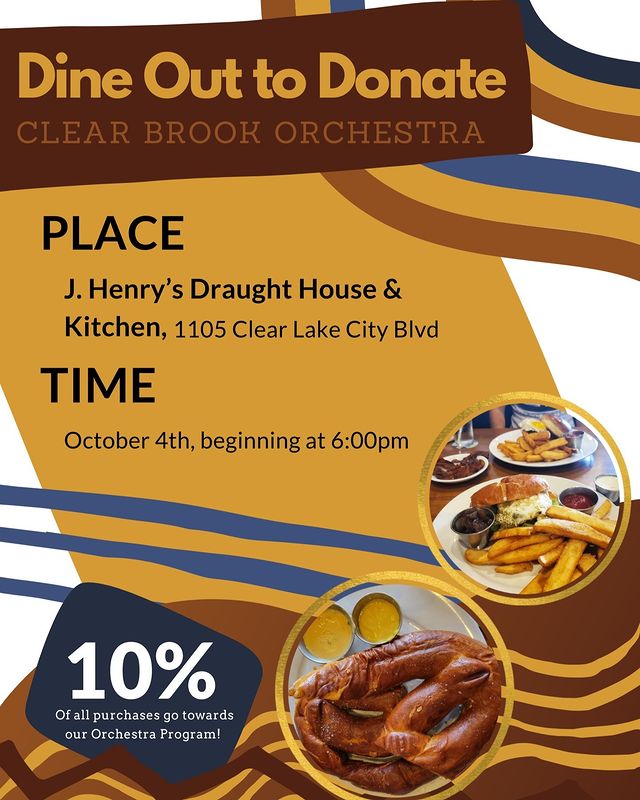 Dine Out to Donate
CLEAR BROOK ORCHESTRA
PLACE
J. Henry’s Draught House &
Kitchen, 1105 Clear Lake City Blvd
TIME
October 4th, beginning at 6:00pm
10%
Of all purchases go towards
our Orchestra Program!